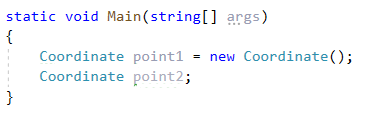 static void Main(string[] args)
{
    Coordinate point1 = new Coordinate();
    Coordinate point2;
}